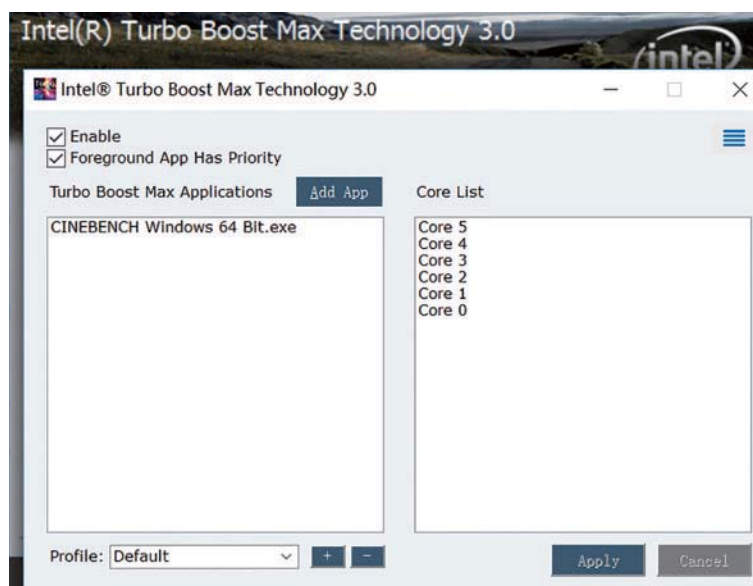 Intel(R) Turbo Boost Max Technology 3.0
intel
Intel® Turbo Boost Max Technology 3.0
Enable
Foreground App Has Priority
Turbo Boost Max Applications
Add App
Core List
CINEBENCH Windows 64 Bit.exe
Core 5
Core 4
Core 3
Core 2
Core 1
Core 0
Profile: Default
+ -
Apply
Cancel